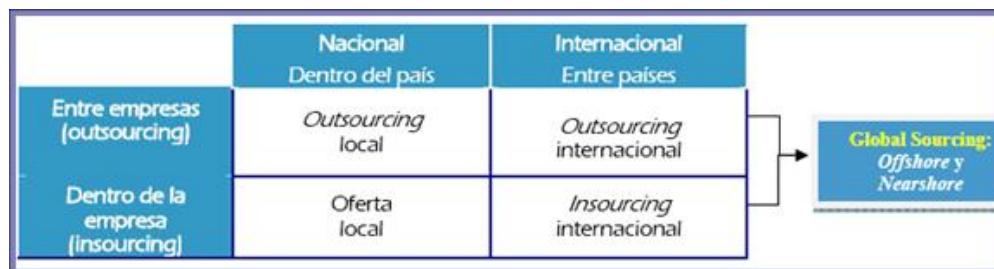 Nacional
Dentro del país
Internacional
Entre países
Entre empresas
(outsourcing)
Outsourcing
local
Outsourcing
internacional
Dentro de la
empresa
(insourcing)
Oferta
local
Insourcing
internacional
Global Sourcing:
Offshore y
Nearshore